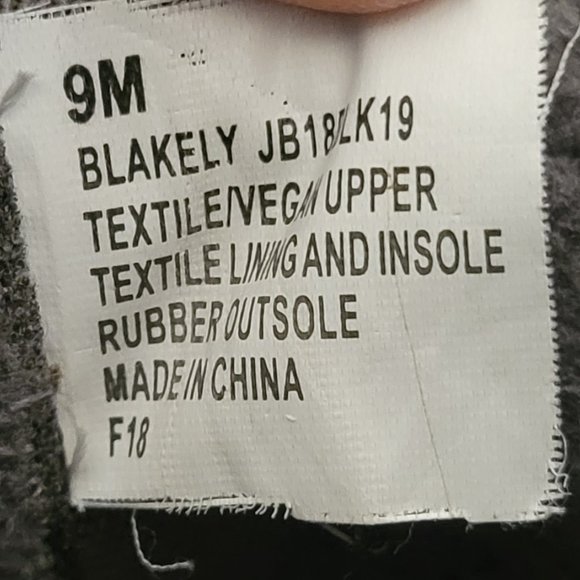 9M
BLAKELY
TEXTILE/VEGAN UPPER
TEXTILE LINING AND INSOLE
RUBBER OUTSOLE
MADE IN CHINA
F18